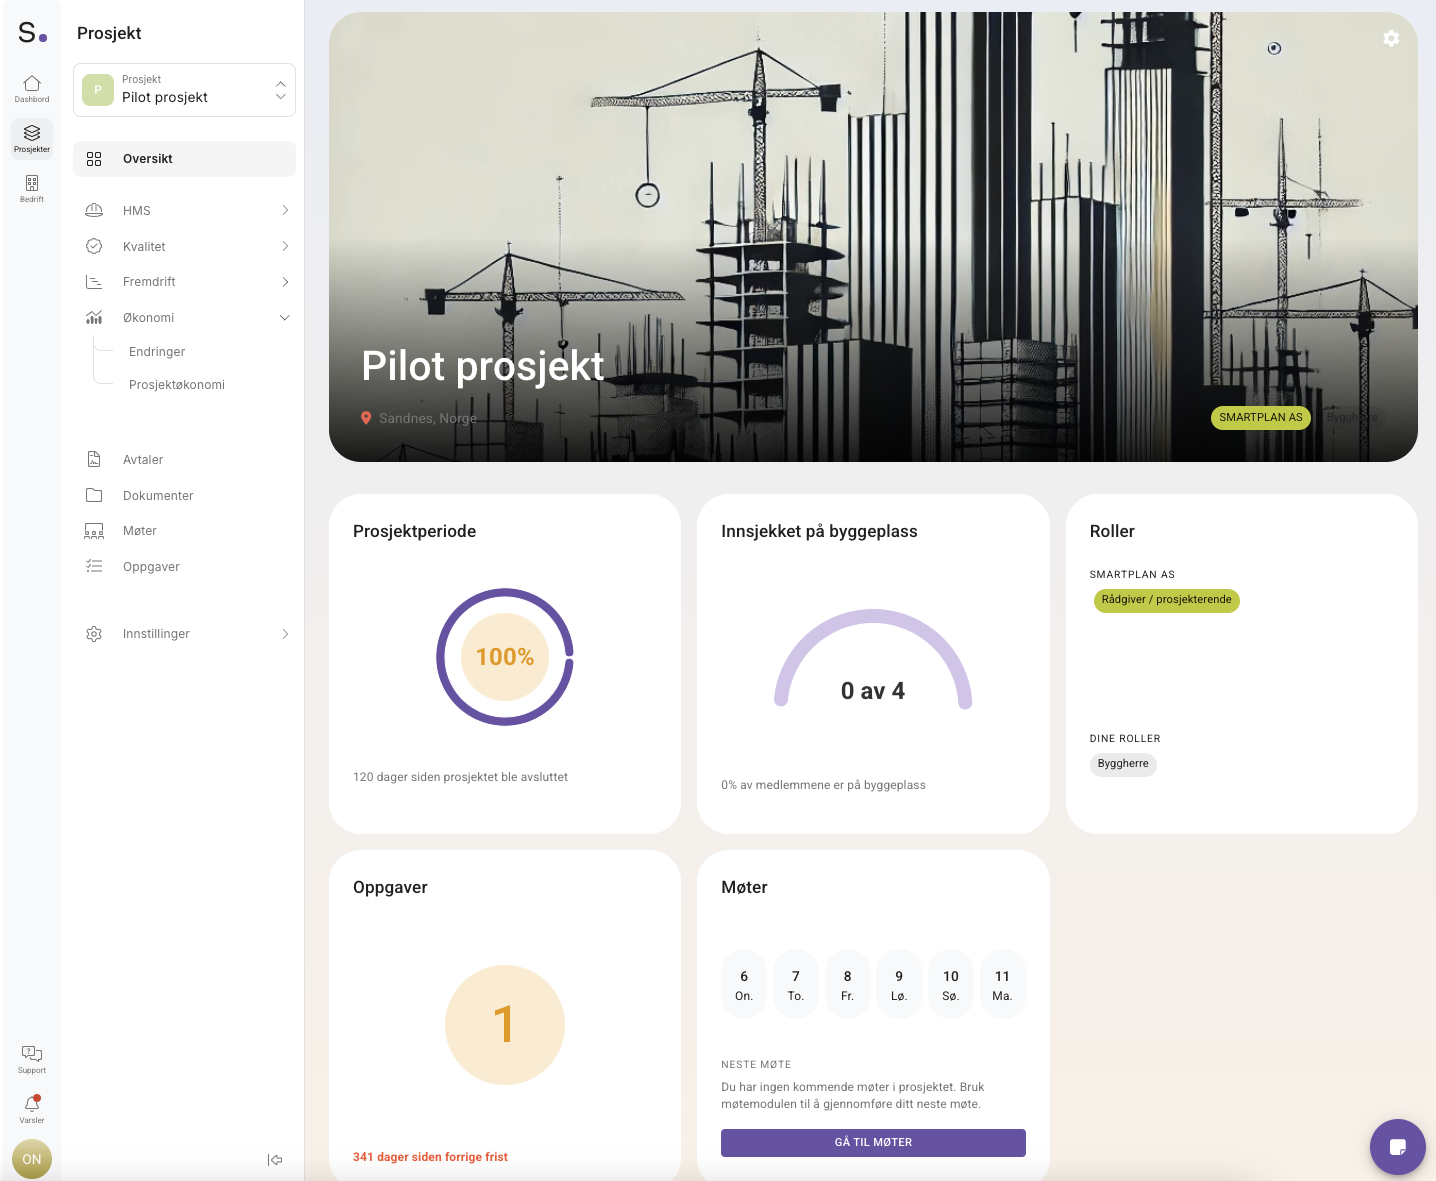 S.
Dashbord
Prosjekter
Bedrift
Support
Varsler
ON
Prosjekt
P
Prosjekt
Pilot prosjekt
Oversikt
HMS
Kvalitet
Fremdrift
Økonomi
Endringer
Prosjektøkonomi
Avtaler
Dokumenter
Møter
Oppgaver
Innstillinger
Pilot prosjekt
Sandnes, Norge
SMARTPLAN AS
Byggherre
Prosjektperiode
100%
120 dager siden prosjektet ble avsluttet
Innsjekket på byggeplass
0 av 4
0% av medlemmene er på byggeplass
Roller
SMARTPLAN AS
Rådgiver / prosjekterende
DINE ROLLER
Byggherre
Oppgaver
1
341 dager siden forrige frist
Møter
6 7 8 9 10 11
On. To. Fr. Lø. Sø. Ma.
NESTE MØTE
Du har ingen kommende møter i prosjektet. Bruk
møtemodulen til å gjennomføre ditt neste møte.
GÅ TIL MØTER